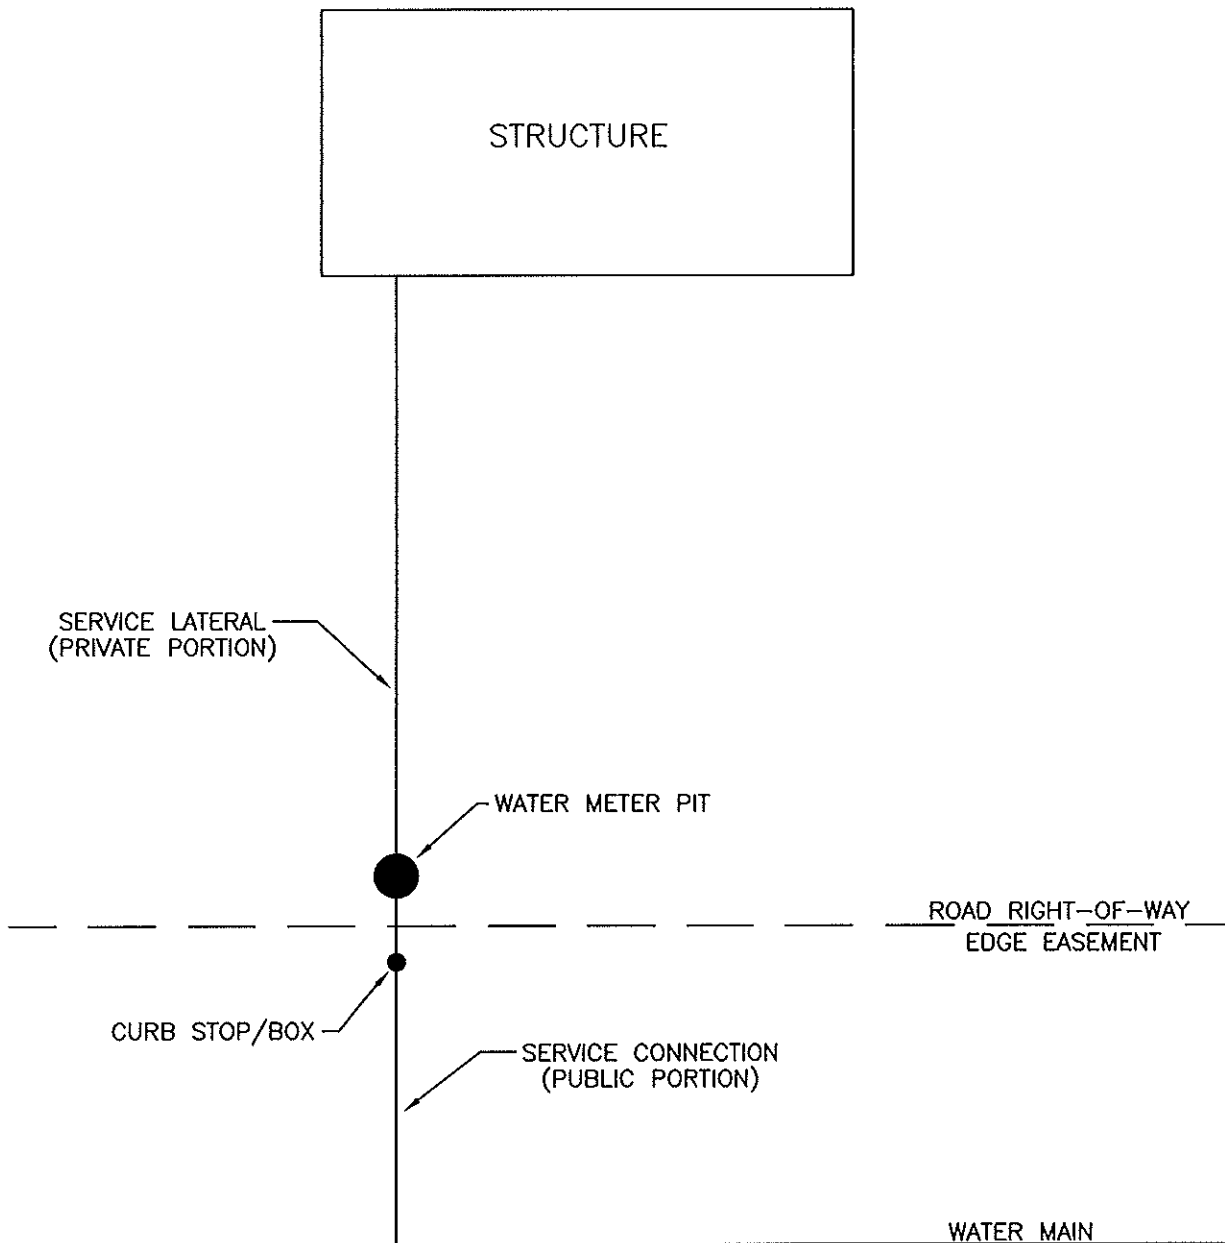 STRUCTURE
SERVICE LATERAL
(PRIVATE PORTION)
WATER METER PIT
ROAD RIGHT-OF-WAY
EDGE EASEMENT
CURB STOP/BOX
SERVICE CONNECTION
(PUBLIC PORTION)
WATER MAIN